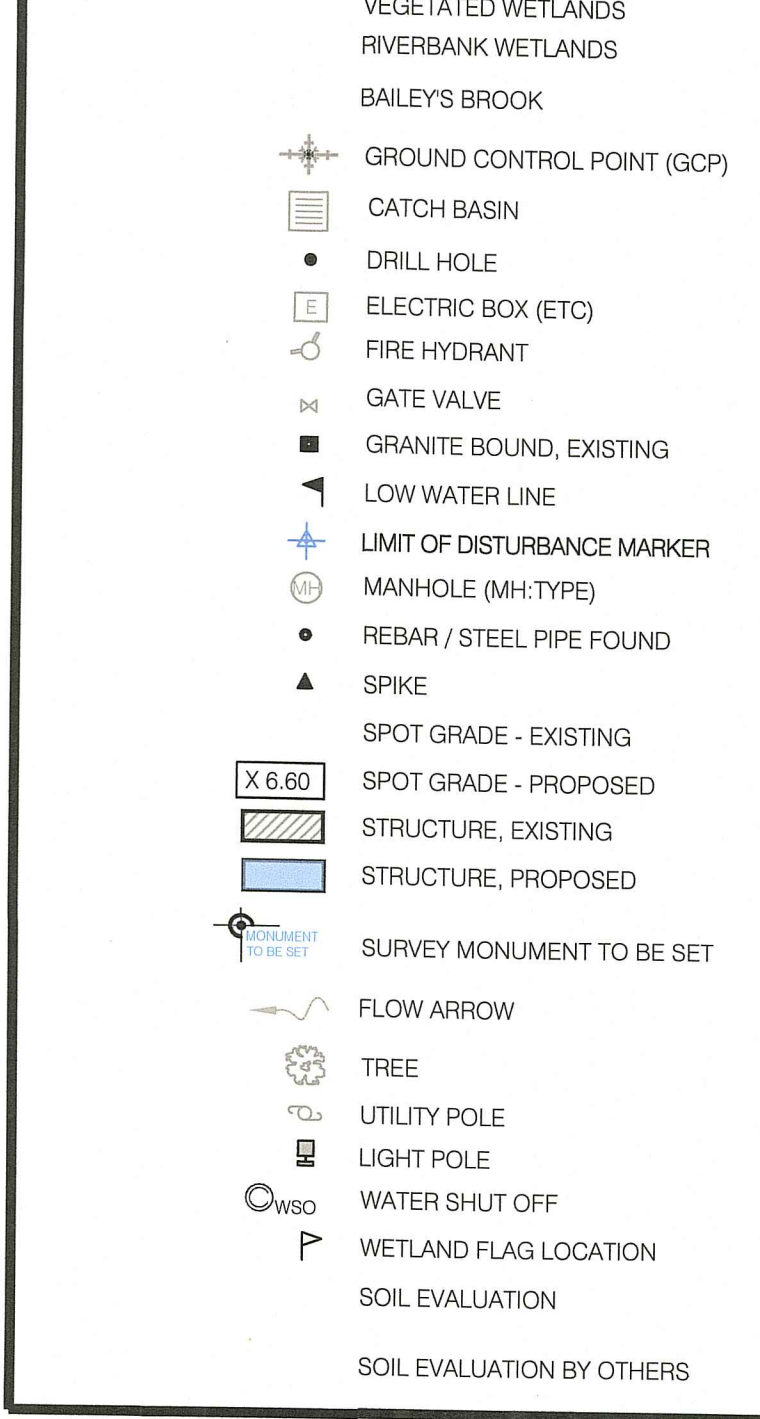 VEGETATED WETLANDS
RIVERBANK WETLANDS
BAILEY'S BROOK
GROUND CONTROL POINT (GCP)
CATCH BASIN
DRILL HOLE
E ELECTRIC BOX (ETC)
FIRE HYDRANT
GATE VALVE
GRANITE BOUND, EXISTING
LOW WATER LINE
LIMIT OF DISTURBANCE MARKER
MH MANHOLE (MH:TYPE)
REBAR / STEEL PIPE FOUND
SPIKE
SPOT GRADE - EXISTING
X 6.60 SPOT GRADE - PROPOSED
STRUCTURE, EXISTING
STRUCTURE, PROPOSED
MONUMENT
TO BE SET
SURVEY MONUMENT TO BE SET
FLOW ARROW
TREE
UTILITY POLE
LIGHT POLE
©WSO WATER SHUT OFF
WETLAND FLAG LOCATION
SOIL EVALUATION
SOIL EVALUATION BY OTHERS